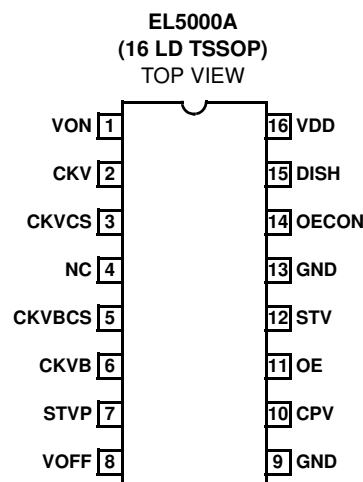 EL5000A
(16 LD TSSOP)
TOP VIEW
VON 1 16 VDD
CKV 2 15 DISH
CKVCS 3 14 OECON
NC 4 13 GND
CKVBCS 5 12 STV
CKVB 6 11 OE
STVP 7 10 CPV
VOFF 8 9 GND